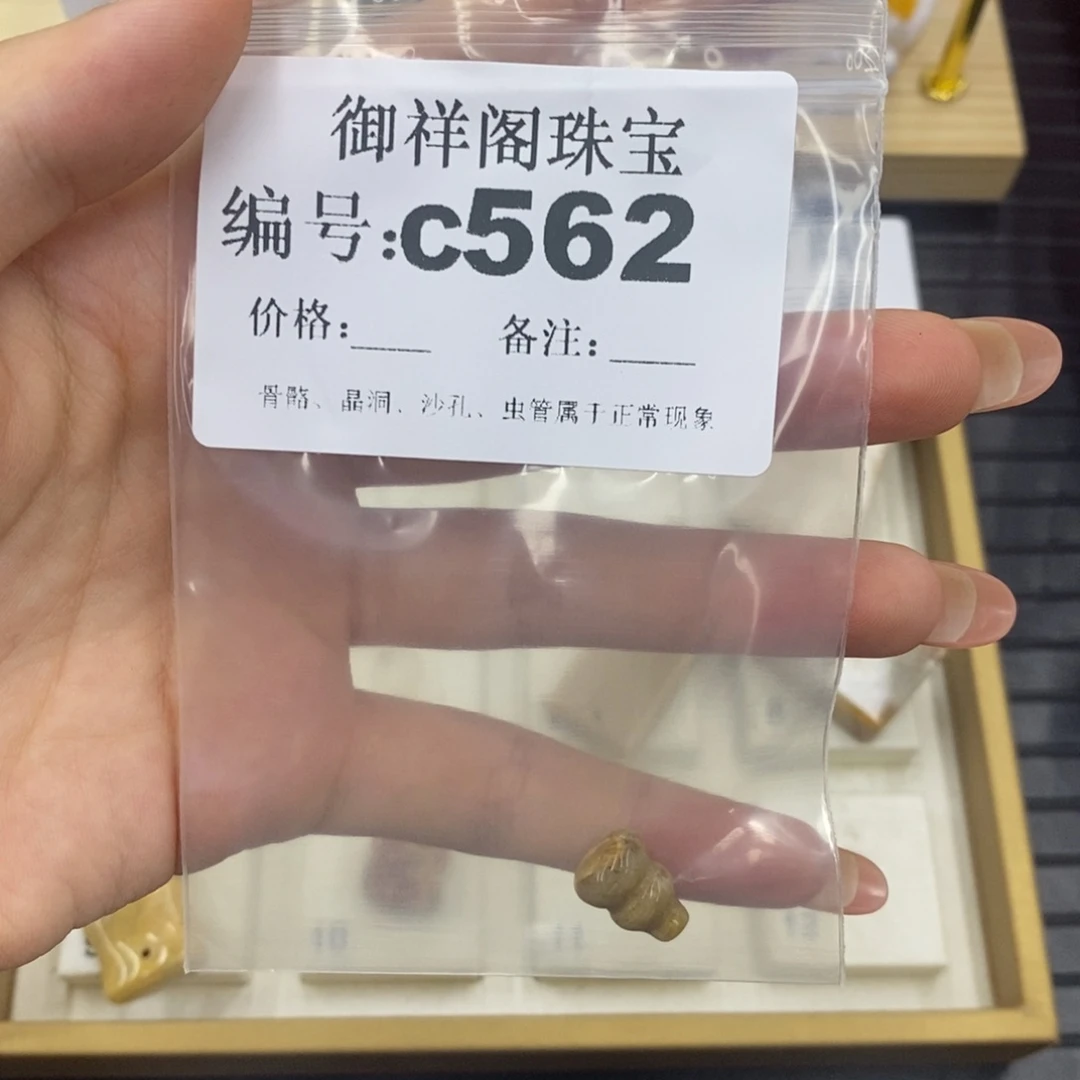 御祥阁珠宝
编号:c562
价格:____ 备注:____
骨骼、晶洞、沙孔、虫管属于正常现象